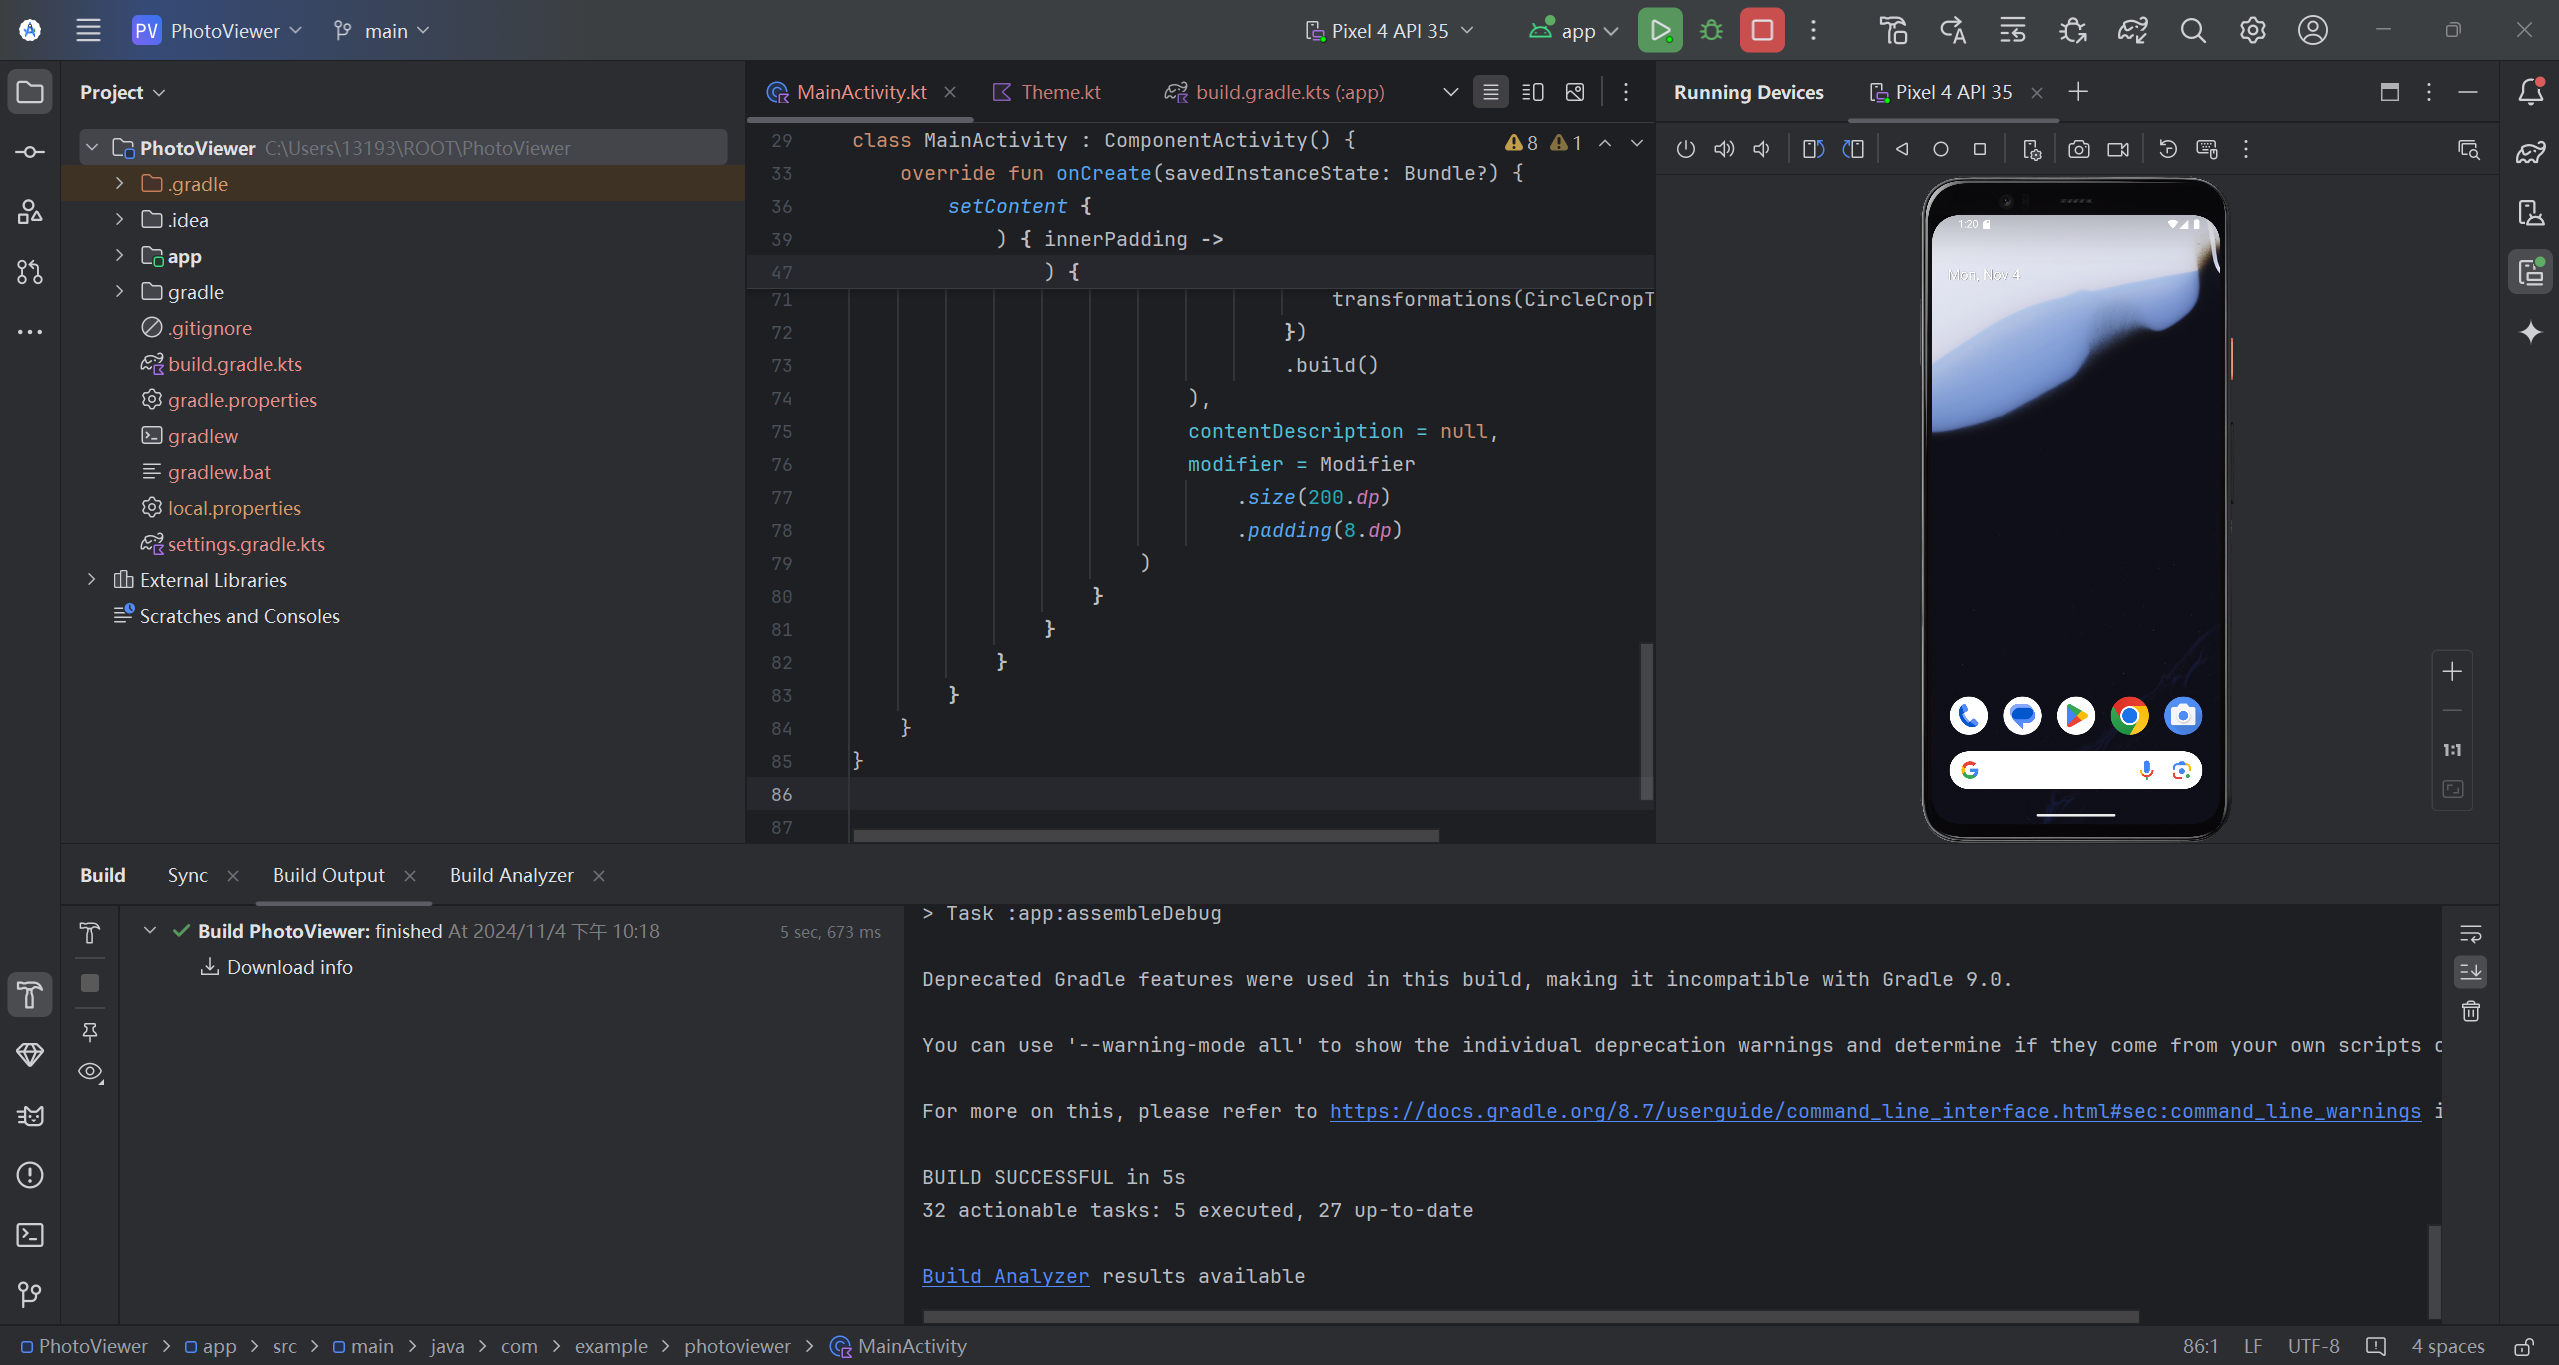 PV PhotoViewer main Pixel 4 API 35 app
Project
PhotoViewer C:\Users\13193\ROOT\PhotoViewer
.gradle
.idea
app
gradle
.gitignore
build.gradle.kts
gradle.properties
gradlew
gradlew.bat
local.properties
settings.gradle.kts
External Libraries
Scratches and Consoles
MainActivity.kt Theme.kt build.gradle.kts (:app)
8 1
29 class MainActivity : ComponentActivity() {
33 override fun onCreate(savedInstanceState: Bundle?) {
36 setContent {
39 ) { innerPadding ->
47 ) {
71 transformations(CircleCropT
72 })
73 .build()
74 ),
75 contentDescription = null,
76 modifier = Modifier
77 .size(200.dp)
78 .padding(8.dp)
79 )
80 }
81 }
82 }
83 }
84 }
85 }
86
87
Running Devices Pixel 4 API 35
1:20
Mon, Nov 4
1:1
Build Sync Build Output Build Analyzer
Build PhotoViewer: finished At 2024/11/4 下午 10:18 5 sec, 673 ms
Download info
> Task :app:assembleDebug
Deprecated Gradle features were used in this build, making it incompatible with Gradle 9.0.
You can use '--warning-mode all' to show the individual deprecation warnings and determine if they come from your own scripts
For more on this, please refer to https://docs.gradle.org/8.7/userguide/command_line_interface.html#sec:command_line_warnings i
BUILD SUCCESSFUL in 5s
32 actionable tasks: 5 executed, 27 up-to-date
Build Analyzer results available
PhotoViewer > app > src > main > java > com > example > photoviewer > MainActivity
86:1 LF UTF-8 4 spaces